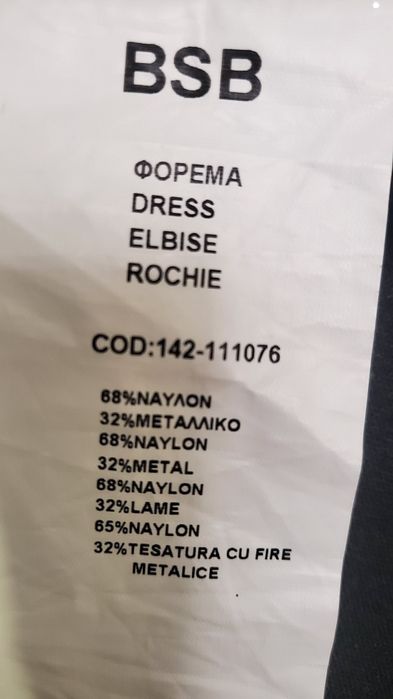 BSB
ΦΟΡΕΜΑ
DRESS
ELBISE
ROCHIE
COD:142-111076
68%ΝΑΥΛΟΝ
32%ΜΕΤΑΛΛΙΚΟ
68%NAYLON
32%METAL
68%NAYLON
32%LAME
65%NAYLON
32%TESATURA CU FIRE
METALICE